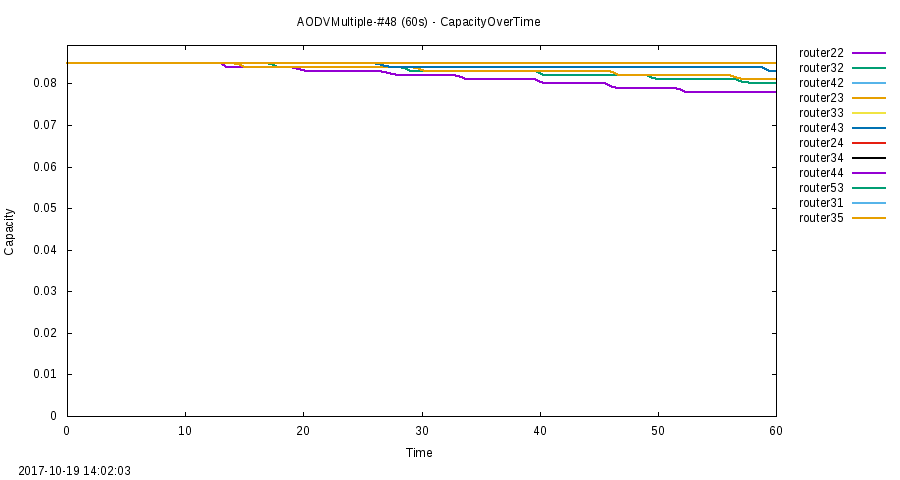 AODVMultiple-#48 (60s) - CapacityOverTime
router22
router32
router42
router23
router33
router43
router24
router34
router44
router53
router31
router35
0.08
0.07
0.06
0.05
0.04
0.03
0.02
0.01
0
Capacity
0 10 20 30 40 50 60
Time
2017-10-19 14:02:03